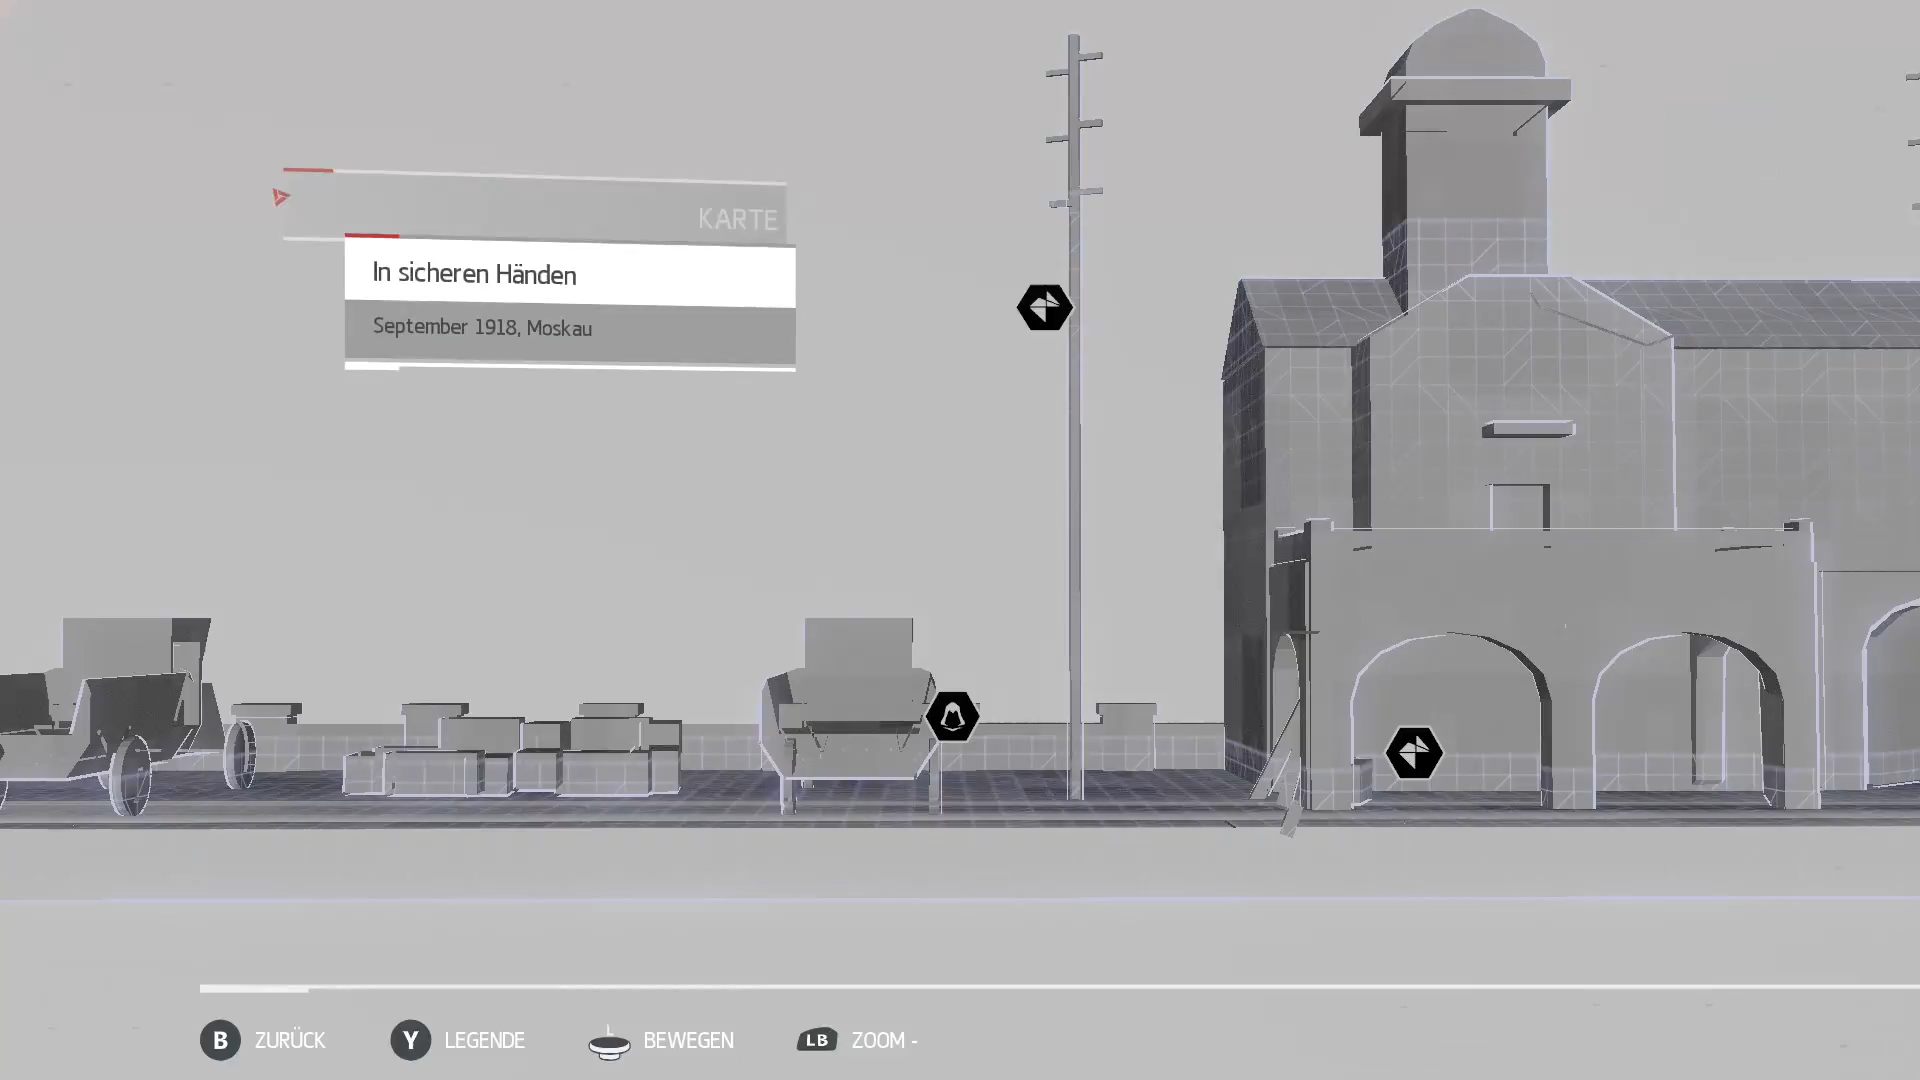 KARTE
In sicheren Händen
September 1918, Moskau
B ZURÜCK Y LEGENDE L BEWEGEN LB ZOOM -